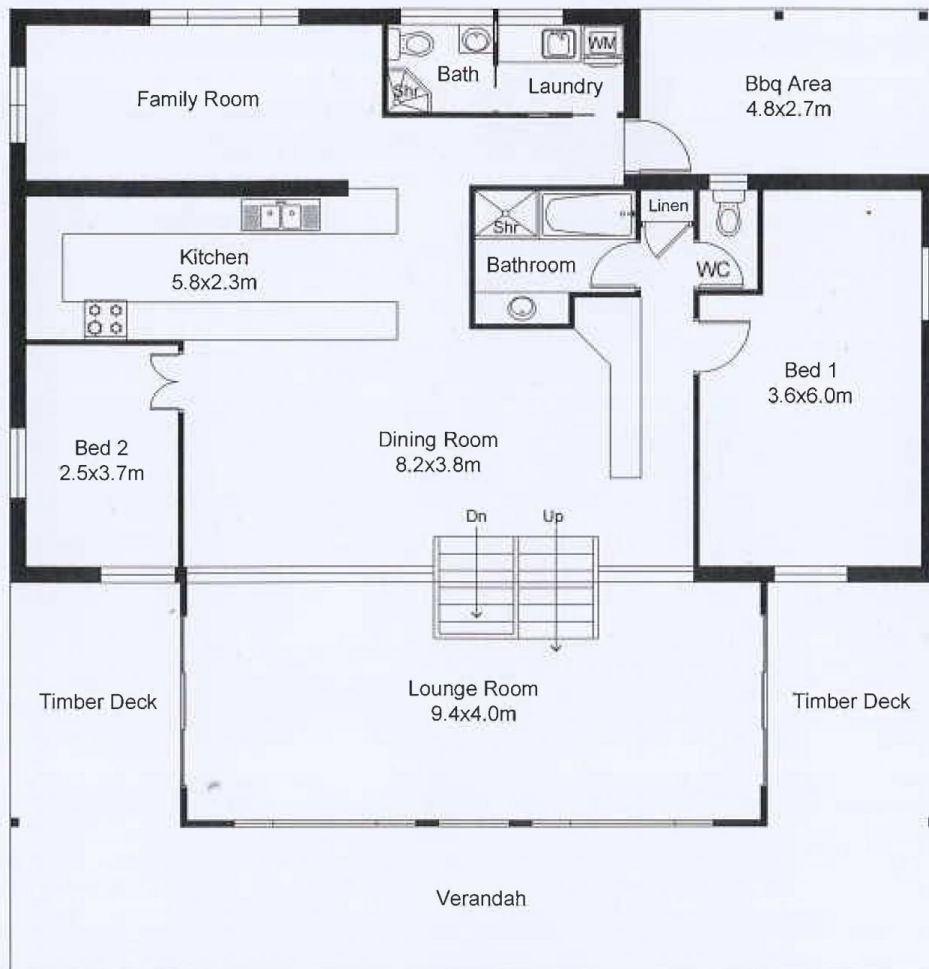 Family Room
Bath
Shr
Laundry
WM
Bbq Area
4.8x2.7m
Kitchen
5.8x2.3m
Shr
Bathroom
Linen
WC
Bed 1
3.6x6.0m
Bed 2
2.5x3.7m
Dining Room
8.2x3.8m
Dn
Up
Timber Deck
Lounge Room
9.4x4.0m
Timber Deck
Verandah